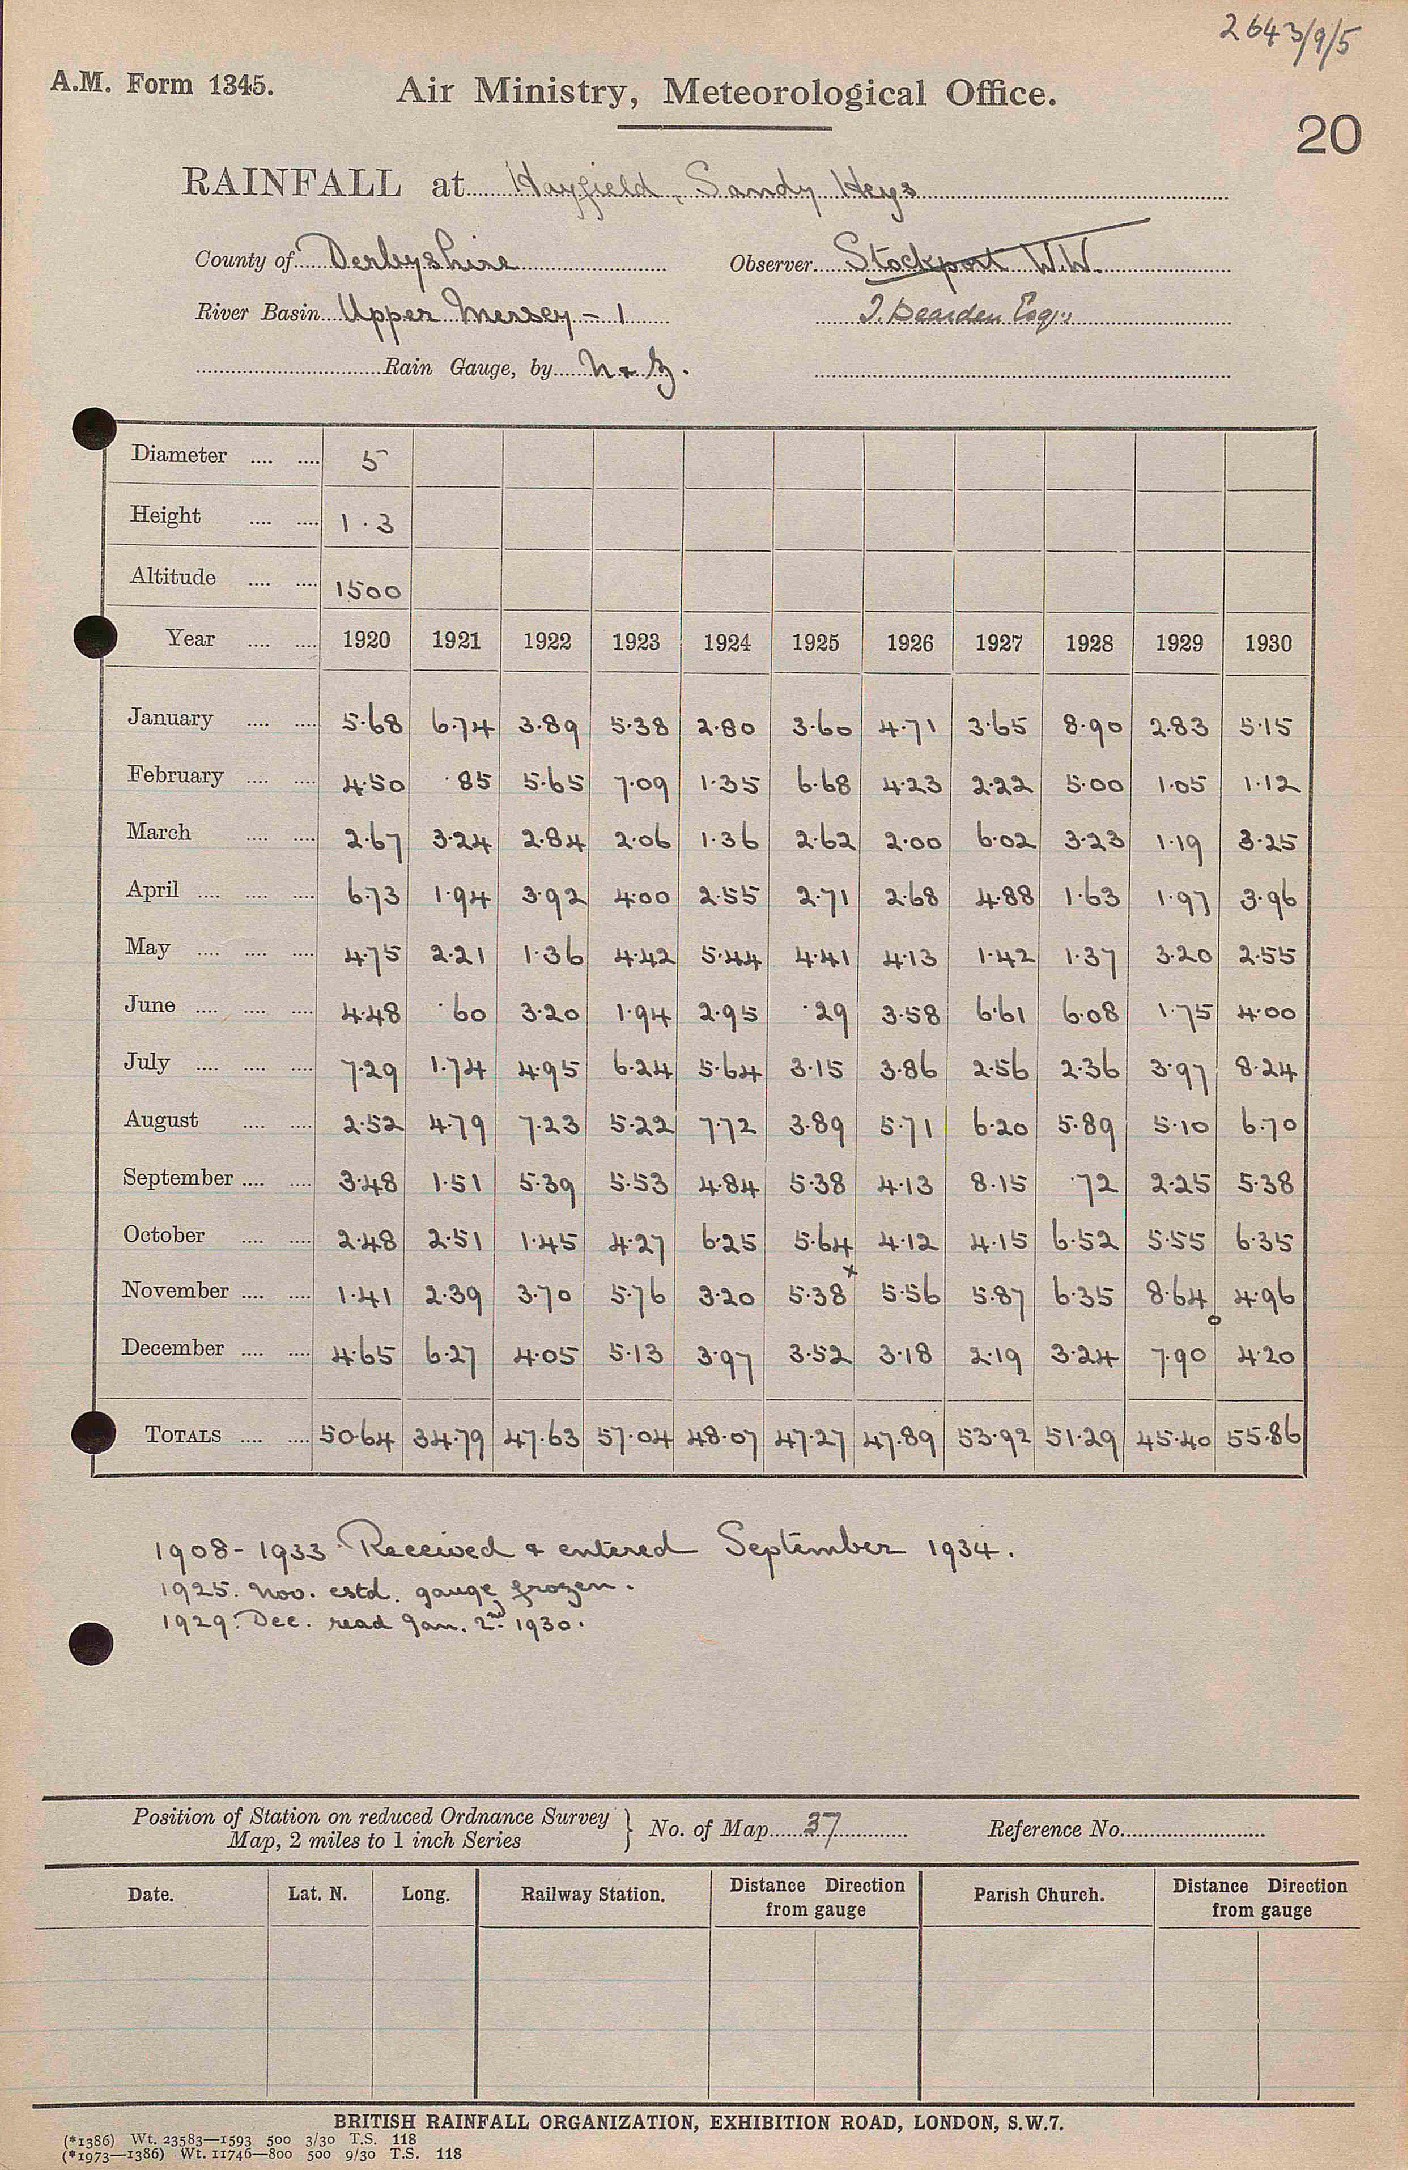 2643/9/5
A.M. Form 1345. Air Ministry, Meteorological Office.
20
RAINFALL at Hayfield, Sandy Heys
County of Derbyshire Observer Stockport W.W.
River Basin Upper Mersey - 1 J. Bearden Esqr.
Rain Gauge, by N & Z.
Diameter .... .... 5
Height .... .... 1.3
Altitude .... .... 1500
Year .... .... 1920 1921 1922 1923 1924 1925 1926 1927 1928 1929 1930
January .... .... 5.68 6.74 3.89 5.38 2.80 3.60 4.71 3.65 8.90 2.83 5.15
February .... .... 4.50 .85 5.65 7.09 1.35 6.68 4.23 2.22 5.00 1.05 1.12
March .... .... 2.67 3.24 2.84 2.06 1.36 2.62 2.00 6.02 3.23 1.19 3.25
April .... .... .... 6.73 1.94 3.92 4.00 2.55 2.71 2.68 4.88 1.63 1.97 3.96
May .... .... .... 4.75 2.21 1.36 4.42 5.44 4.41 4.13 1.42 1.37 3.20 2.55
June .... .... .... 4.48 .60 3.20 1.94 2.95 .29 3.58 6.61 6.08 1.75 4.00
July .... .... .... 7.29 1.74 4.95 6.24 5.64 3.15 3.86 2.56 2.36 3.97 8.24
August .... .... 2.52 4.79 7.23 5.22 7.72 3.89 5.71 6.20 5.89 5.10 6.70
September .... .... 3.48 1.51 5.39 5.53 4.84 5.38 4.13 8.15 .72 2.25 5.38
October .... .... 2.48 2.51 1.45 4.27 6.25 5.64 4.12 4.15 6.52 5.55 6.35
November .... .... 1.41 2.39 3.70 5.76 3.20 5.38x 5.56 5.87 6.35 8.64 4.96
December .... .... 4.65 6.27 4.05 5.13 3.97 3.52 3.18 2.19 3.24 7.90o 4.20
TOTALS .... .... 50.64 34.79 47.63 57.04 48.07 47.27 47.89 53.92 51.29 45.40 55.86
1908-1933 Received & entered September 1934.
1925. Nov. estd. gauge frozen.
1929. Dec. read Jan. 2nd 1930.
Position of Station on reduced Ordnance Survey
Map, 2 miles to 1 inch Series } No. of Map 37 Reference No.
Date. Lat. N. Long. Railway Station. Distance Direction from gauge Parish Church. Distance Direction from gauge
BRITISH RAINFALL ORGANIZATION, EXHIBITION ROAD, LONDON, S.W.7.
(*1386) Wt. 23583—1593 500 3/30 T.S. 118
(*1973—1386) Wt. 11746—800 500 9/30 T.S. 118